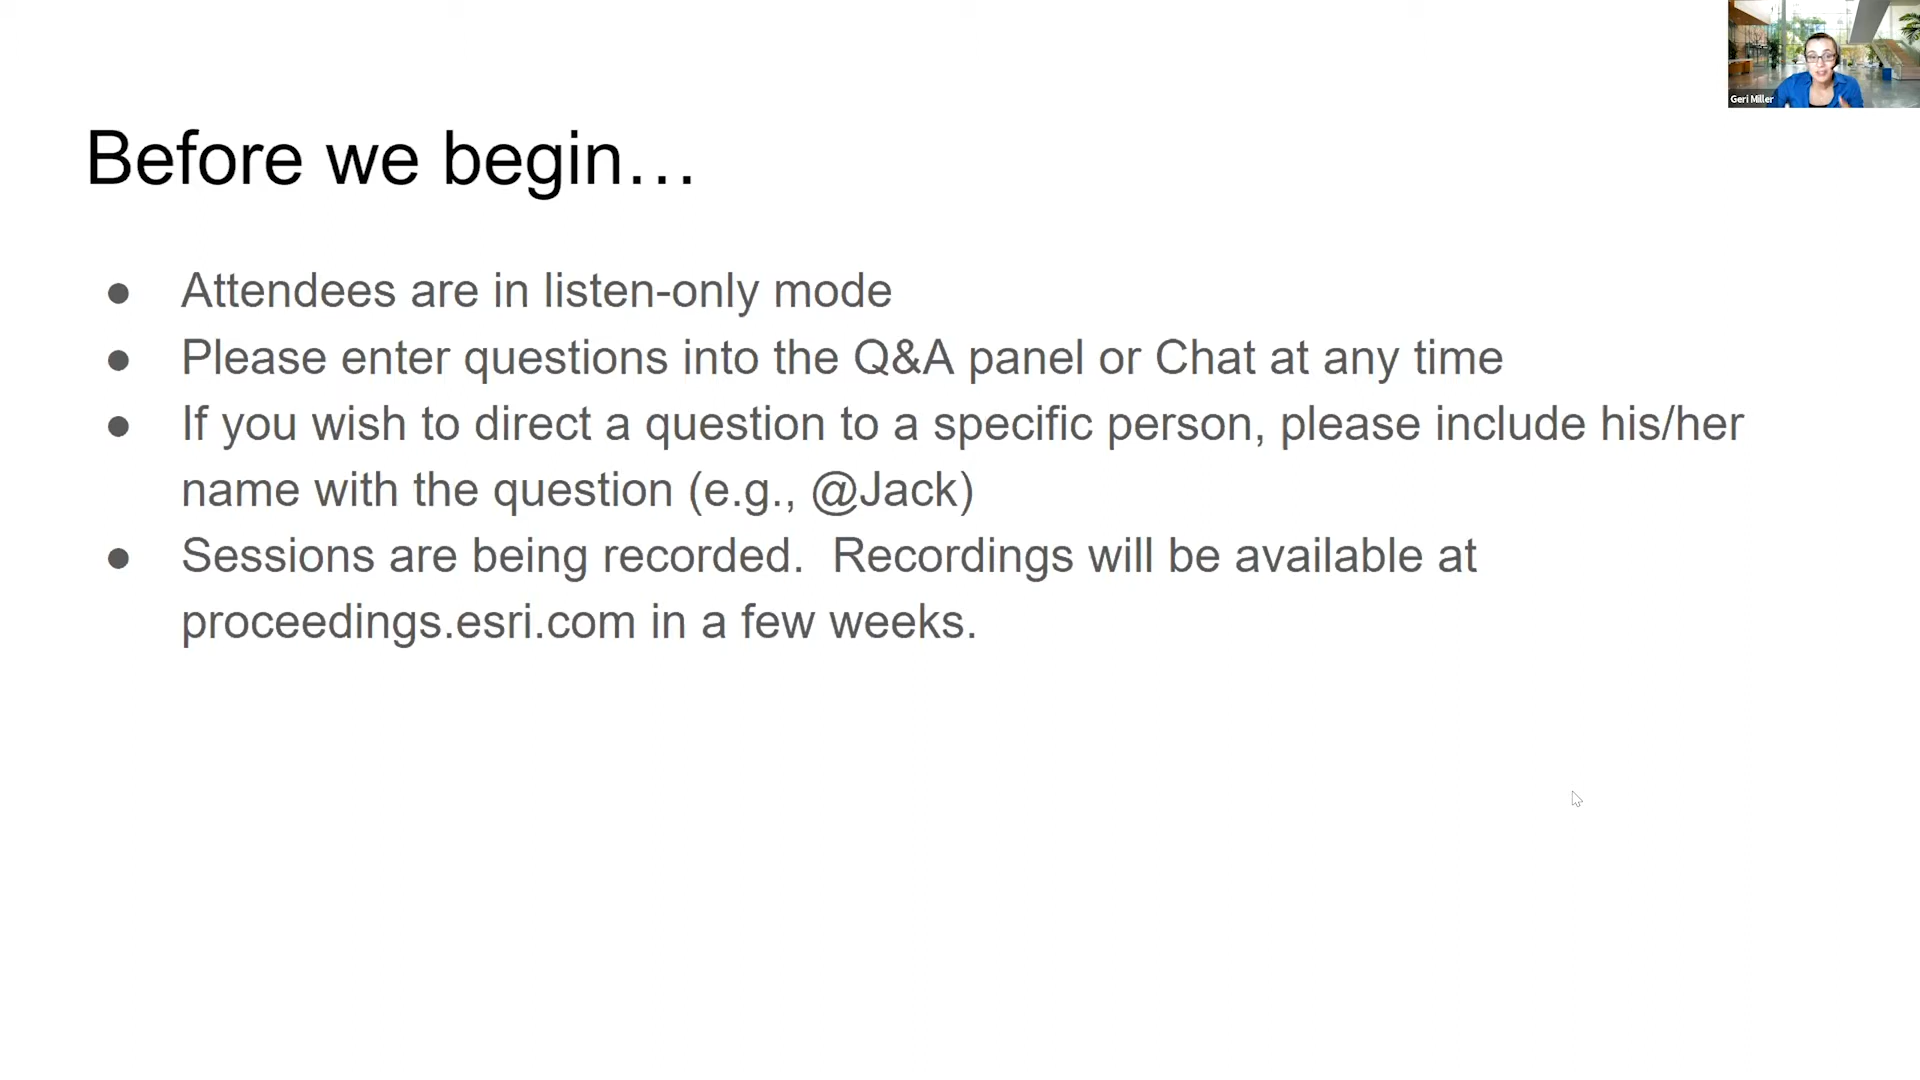 Geri Miller
Before we begin…
● Attendees are in listen-only mode
● Please enter questions into the Q&A panel or Chat at any time
● If you wish to direct a question to a specific person, please include his/her
name with the question (e.g., @Jack)
● Sessions are being recorded.  Recordings will be available at
proceedings.esri.com in a few weeks.